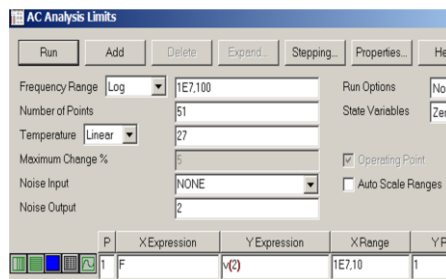 AC Analysis Limits
Run Add Delete Expand... Stepping... Properties... He
Frequency Range Log 1E7,100 Run Options No
Number of Points 51 State Variables Zer
Temperature Linear 27
Maximum Change % 5 Operating Point
Noise Input NONE Auto Scale Ranges
Noise Output 2
P X Expression Y Expression X Range Y R
1 F v(2) 1E7,10 1